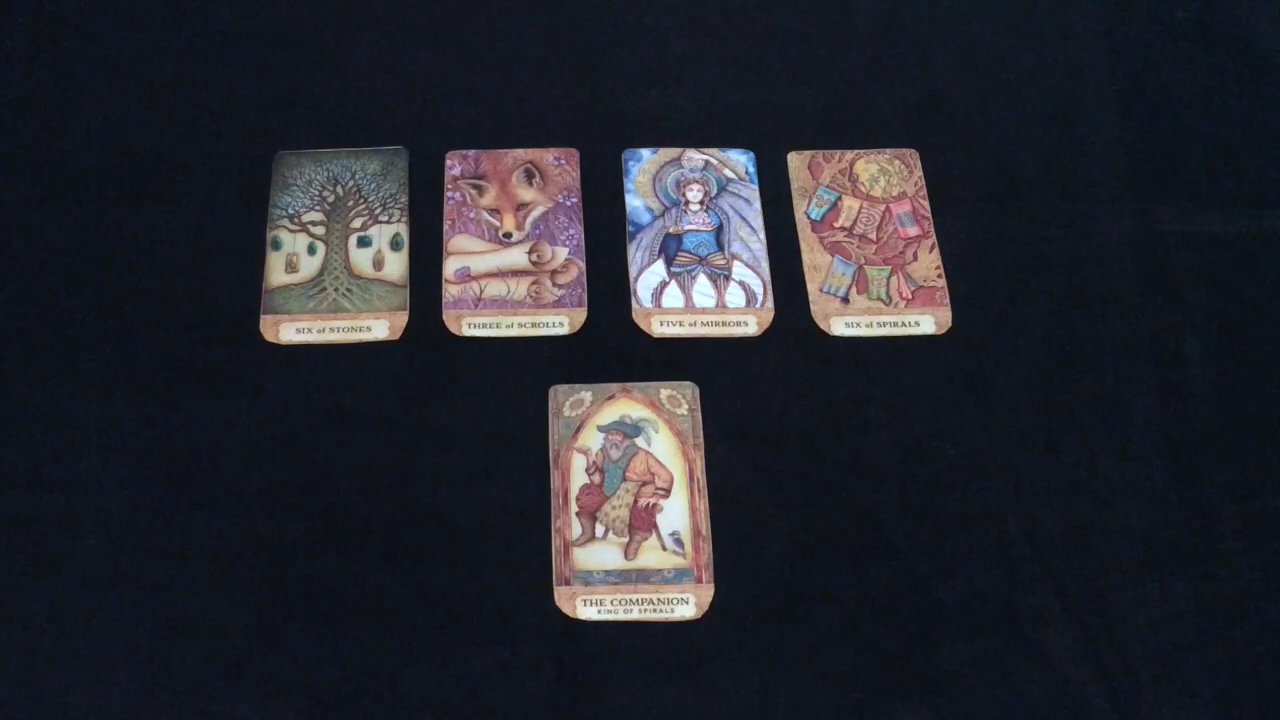 SIX of STONES
THREE of SCROLLS
FIVE of MIRRORS
SIX of SPIRALS
THE COMPANION
KING OF SPIRALS